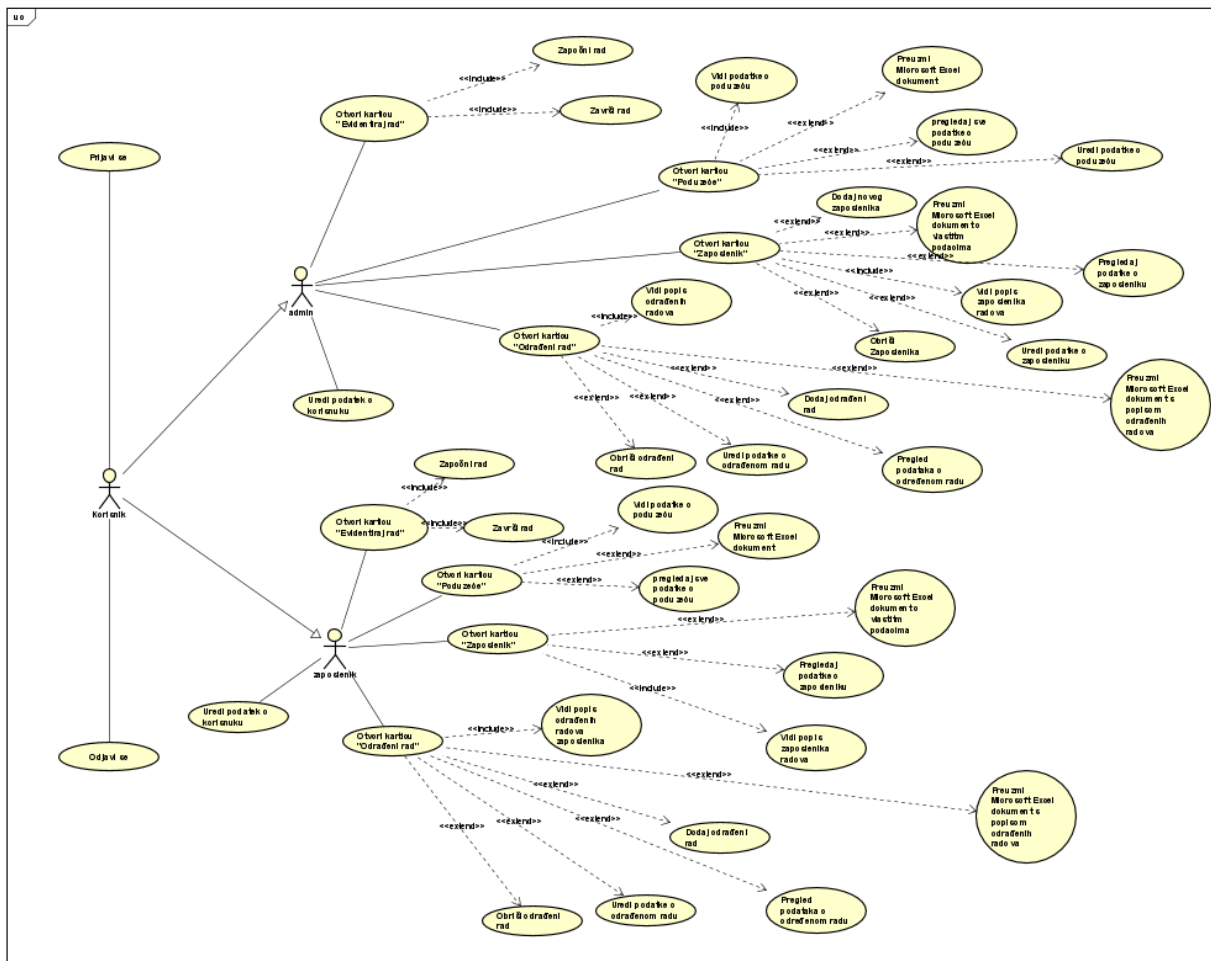 uc
Započni rad
<<include>>
Otvori karticu
"Evidentiraj rad"
<<include>>
Završi rad
Prijavi se
Vidi podatke o
poduzeću
<<include>>
Preuzmi
Microsoft Excel
dokument
<<extend>>
pregledaj sve
podatke o
poduzeću
<<extend>>
Uredi podatke o
poduzeću
<<extend>>
Otvori karticu
"Poduzeće"
Dodaj novog
zaposlenika
<<extend>>
Preuzmi
Microsoft Excel
dokument o
vlastitm
podacima
<<extend>>
Otvori karticu
"Zaposlenik"
<<extend>>
Pregledaj
podatke o
zaposleniku
<<include>>
Vidi popis
zaposlenika
radova
<<extend>>
<<extend>>
Obriši
Zaposlenika
Uredi podatke o
zaposleniku
admin
Vidi popis
odrađenih
radova
<<include>>
Otvori karticu
"Odrađeni rad"
<<extend>>
Preuzmi
Microsoft Excel
dokument s
popisom
odrađenih
radova
<<extend>>
Dodaj odrađeni
rad
<<extend>>
<<extend>>
<<extend>>
Uredi podatek o
korisnuku
Obriši odrađeni
rad
Uredi podatke o
odrađenom radu
Pregled
podataka o
određenom radu
Korisnik
Započni rad
<<include>>
Otvori karticu
"Evidentiraj rad"
<<include>>
Završi rad
Vidi podatke o
poduzeću
<<include>>
Preuzmi
Microsoft Excel
dokument
<<extend>>
Otvori karticu
"Poduzeće"
<<extend>>
pregledaj sve
podatke o
poduzeću
Preuzmi
Microsoft Excel
dokument o
vlastitm
podacima
<<extend>>
Otvori karticu
"Zaposlenik"
<<extend>>
Pregledaj
podatke o
zaposleniku
<<include>>
Vidi popis
zaposlenika
radova
zaposlenik
Uredi podatek o
korisnuku
Odjavi se
Otvori karticu
"Odrađeni rad"
<<include>>
Vidi popis
odrađenih
radova
zaposlenika
<<extend>>
Preuzmi
Microsoft Excel
dokument s
popisom
odrađenih
radova
<<extend>>
Dodaj odrađeni
rad
<<extend>>
<<extend>>
<<extend>>
Obriši odrađeni
rad
Uredi podatke o
odrađenom radu
Pregled
podataka o
određenom radu